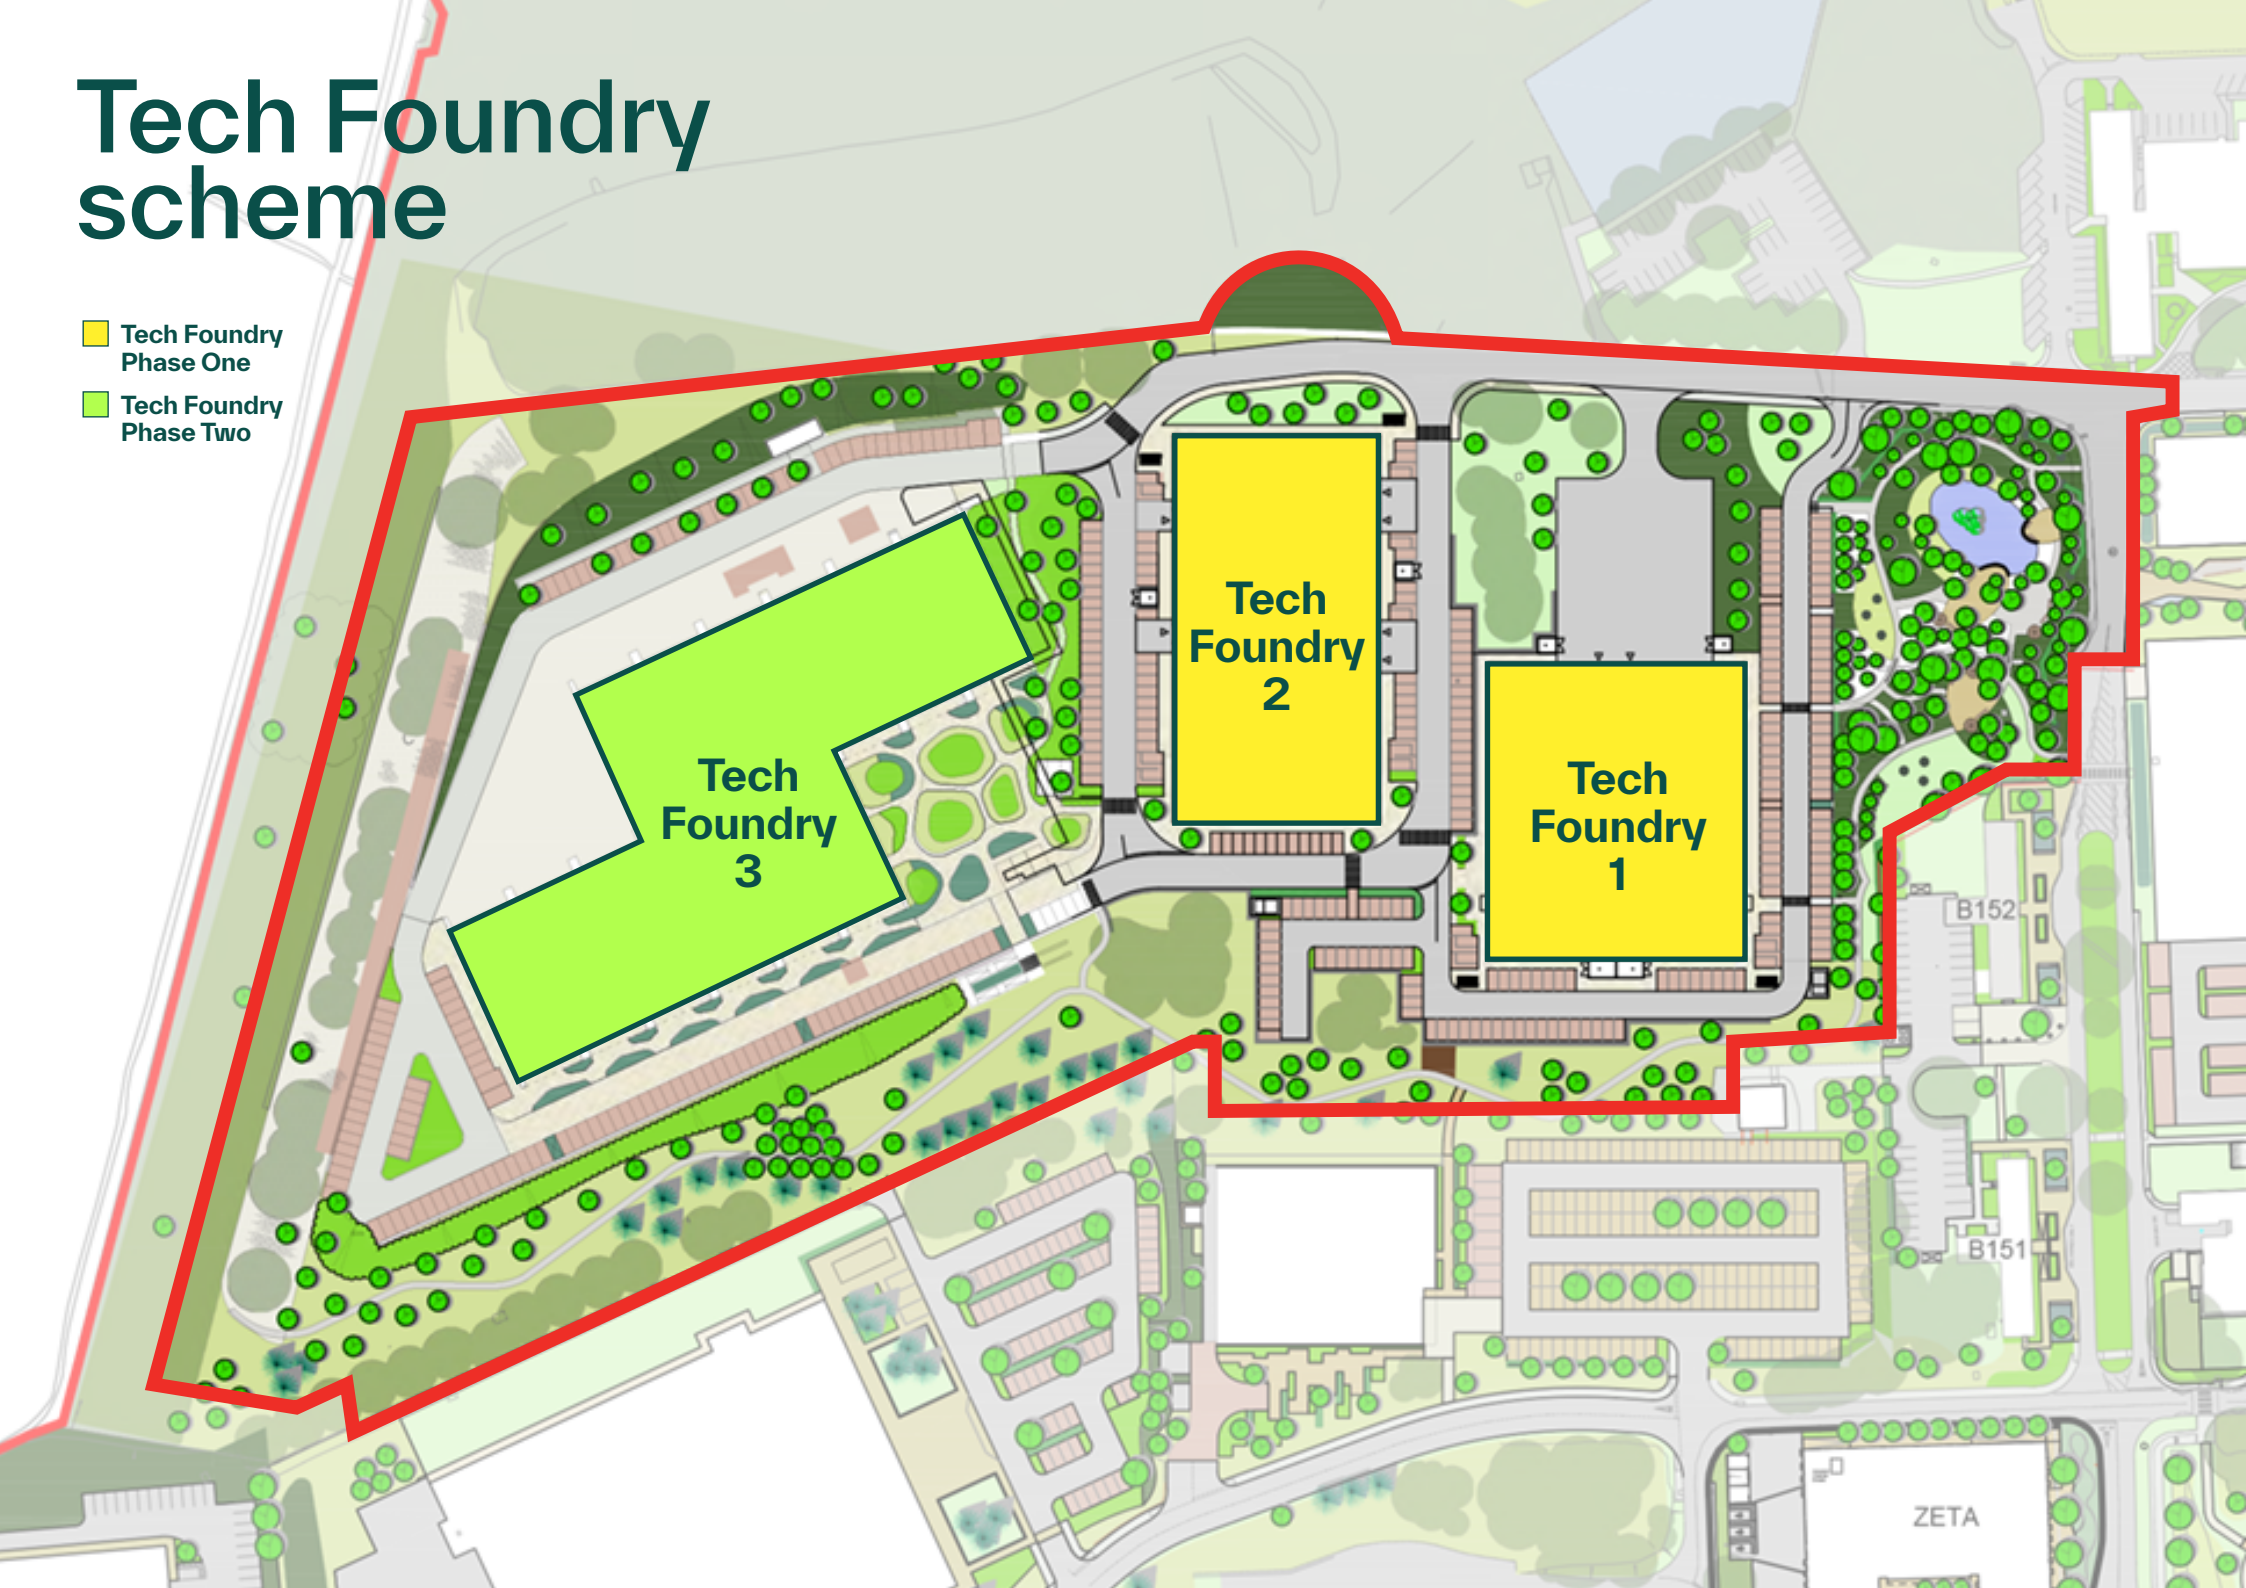 Tech Foundry
scheme
Tech Foundry
Phase One
Tech Foundry
Phase Two
Tech
Foundry
2
Tech
Foundry
3
Tech
Foundry
1
B152
B151
ZETA